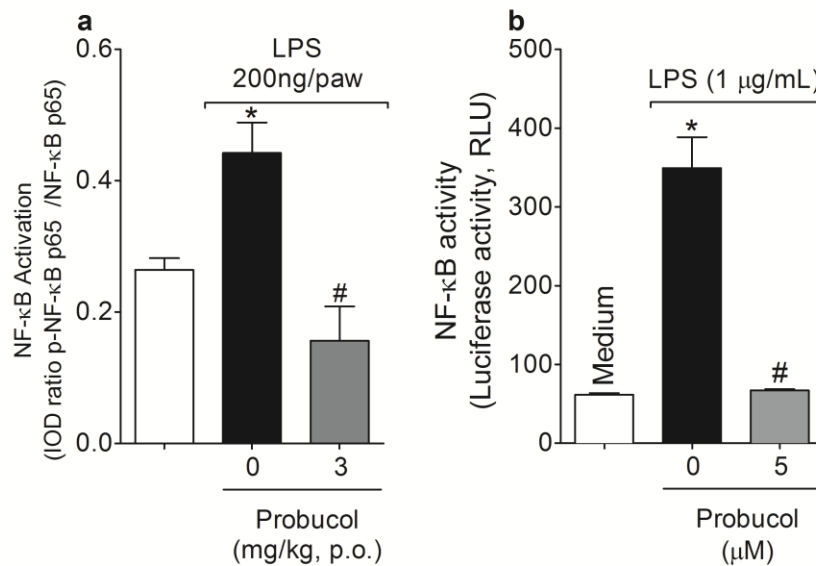 a
LPS
200ng/paw
NF-κB Activation
(IOD ratio p-NF-κB p65 /NF-κB p65)
0.6
0.4
0.2
0.0
*
#
0
3
Probucol
(mg/kg, p.o.)
b
LPS (1 μg/mL)
NF-κB activity
(Luciferase activity, RLU)
500
400
300
200
100
0
Medium
*
#
0
5
Probucol
(μM)